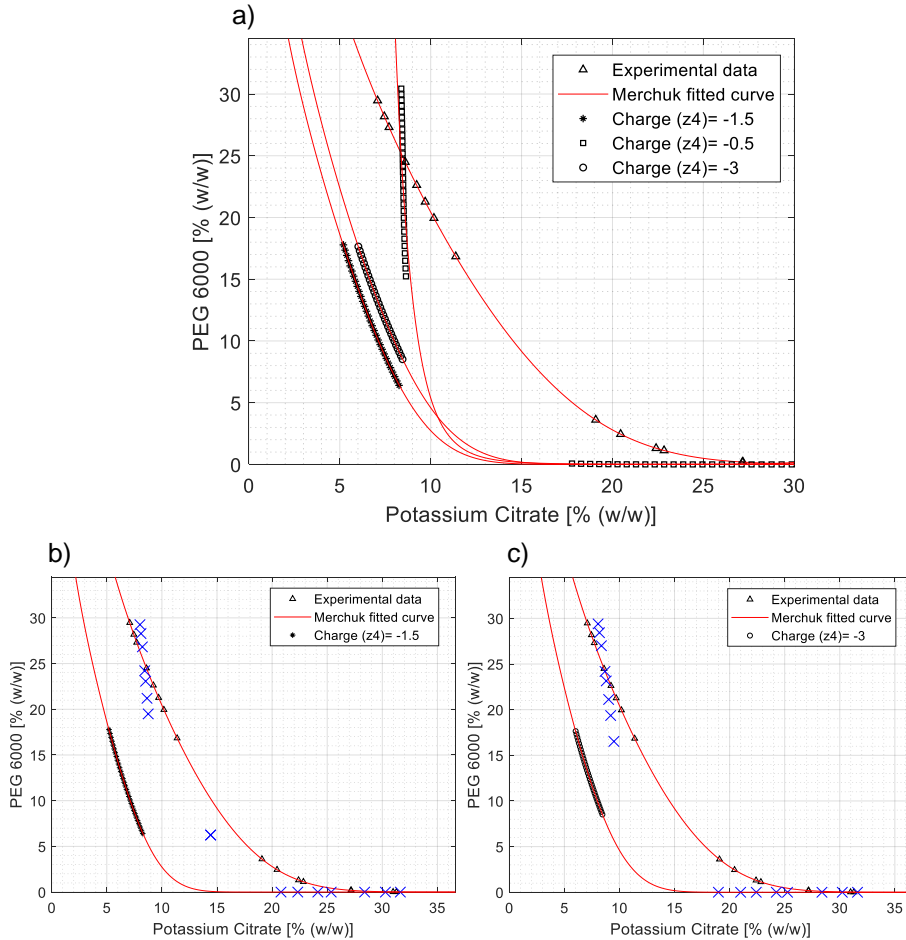 a)
PEG 6000 [% (w/w)]
30
25
20
15
10
5
0
Experimental data
Merchuk fitted curve
Charge (z4)= -1.5
Charge (z4)= -0.5
Charge (z4)= -3
0 5 10 15 20 25 30
Potassium Citrate [% (w/w)]
b)
PEG 6000 [% (w/w)]
30
25
20
15
10
5
0
Experimental data
Merchuk fitted curve
Charge (z4)= -1.5
0 5 10 15 20 25 30 35
Potassium Citrate [% (w/w)]
c)
PEG 6000 [% (w/w)]
30
25
20
15
10
5
0
Experimental data
Merchuk fitted curve
Charge (z4)= -3
0 5 10 15 20 25 30 35
Potassium Citrate [% (w/w)]